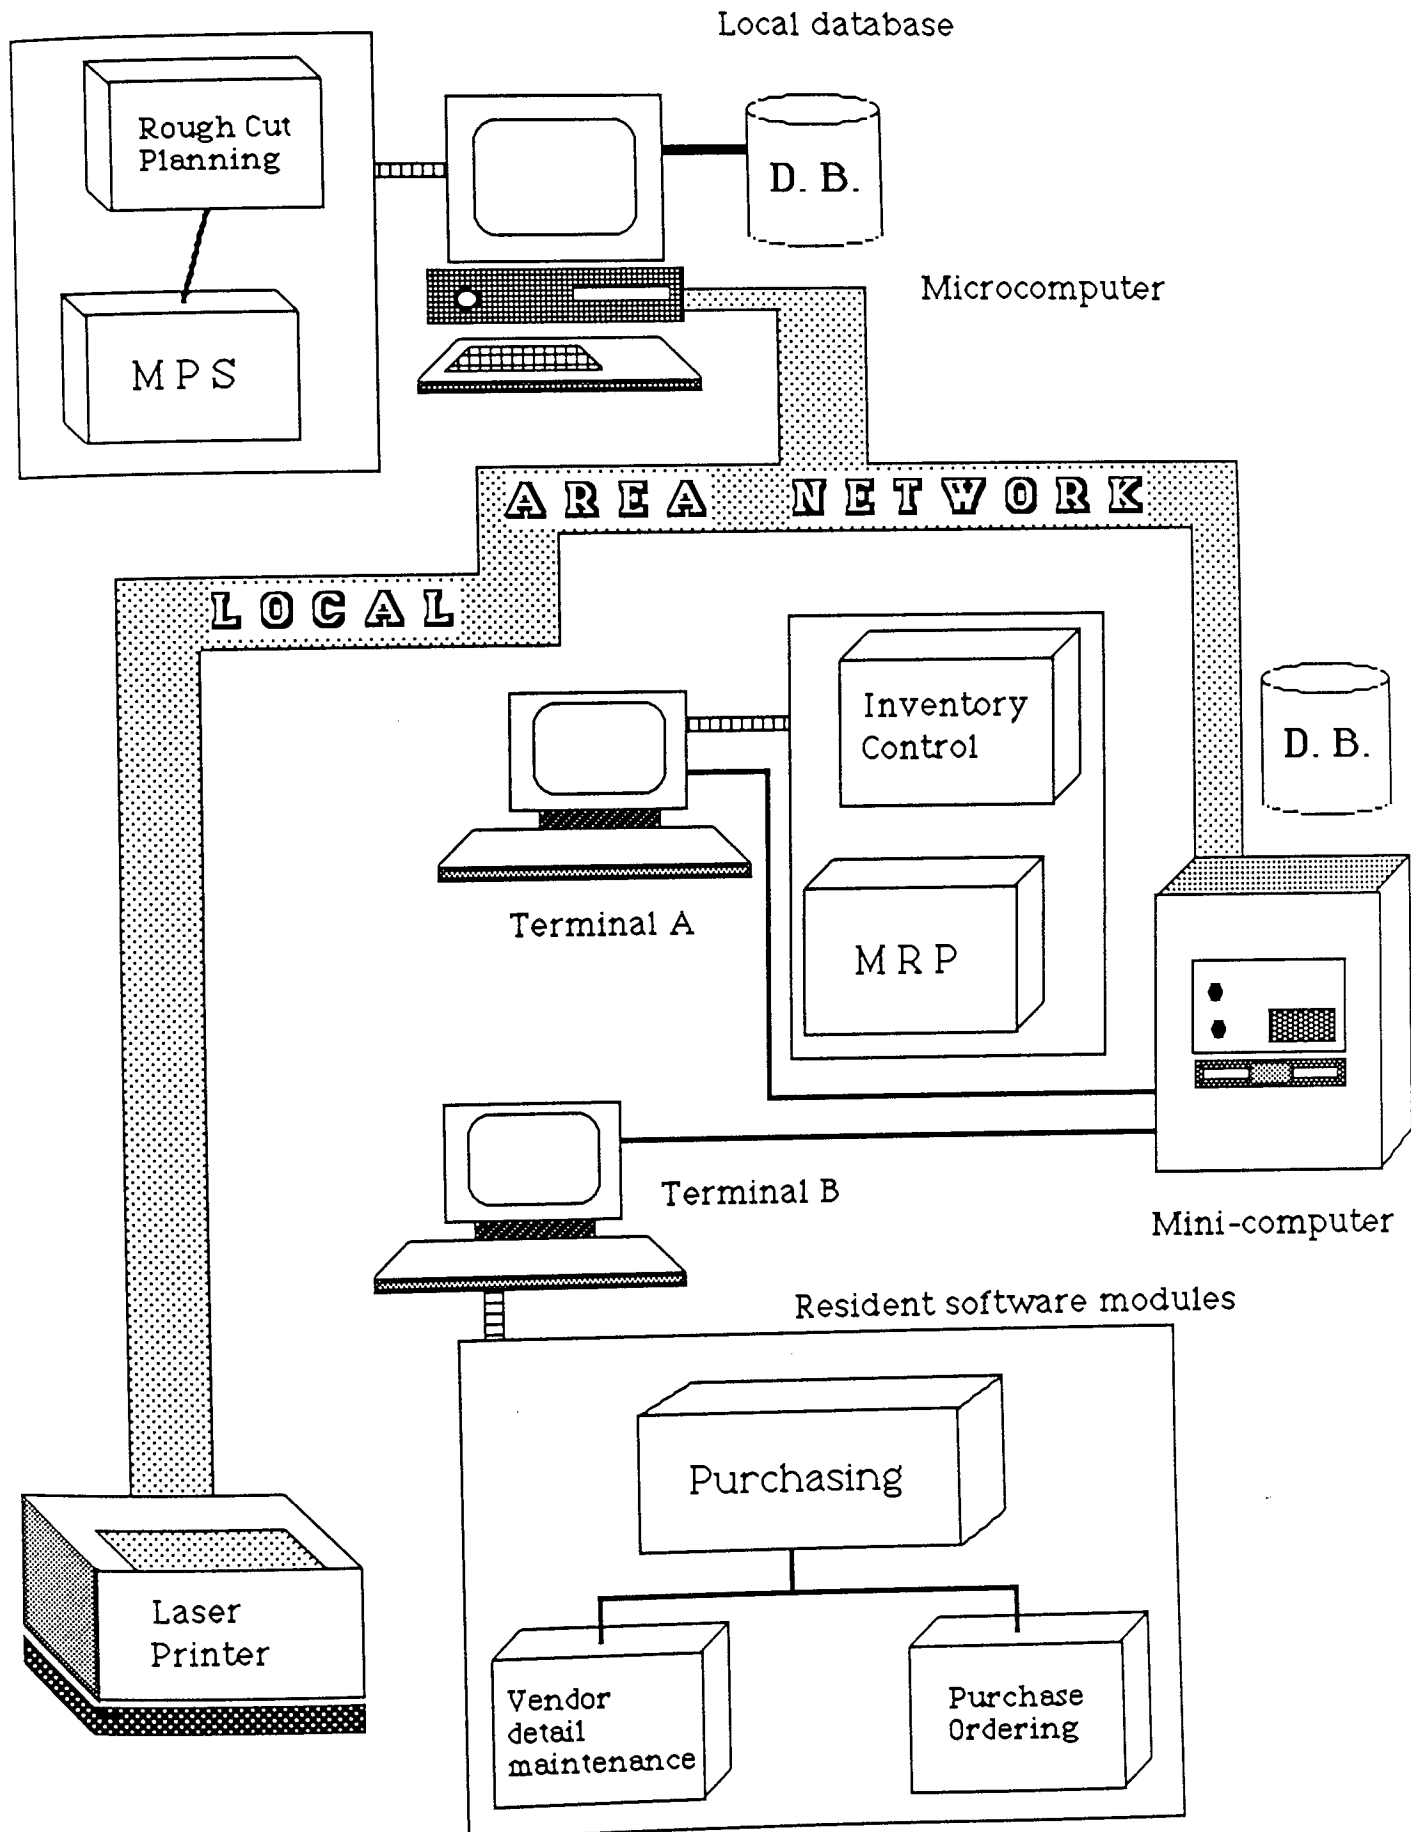 Local database
Rough Cut
Planning
D. B.
Microcomputer
MPS
AREA NETWORK
LOCAL
Inventory
Control
D. B.
Terminal A
MRP
Terminal B
Mini-computer
Resident software modules
Purchasing
Laser
Printer
Vendor
detail
maintenance
Purchase
Ordering